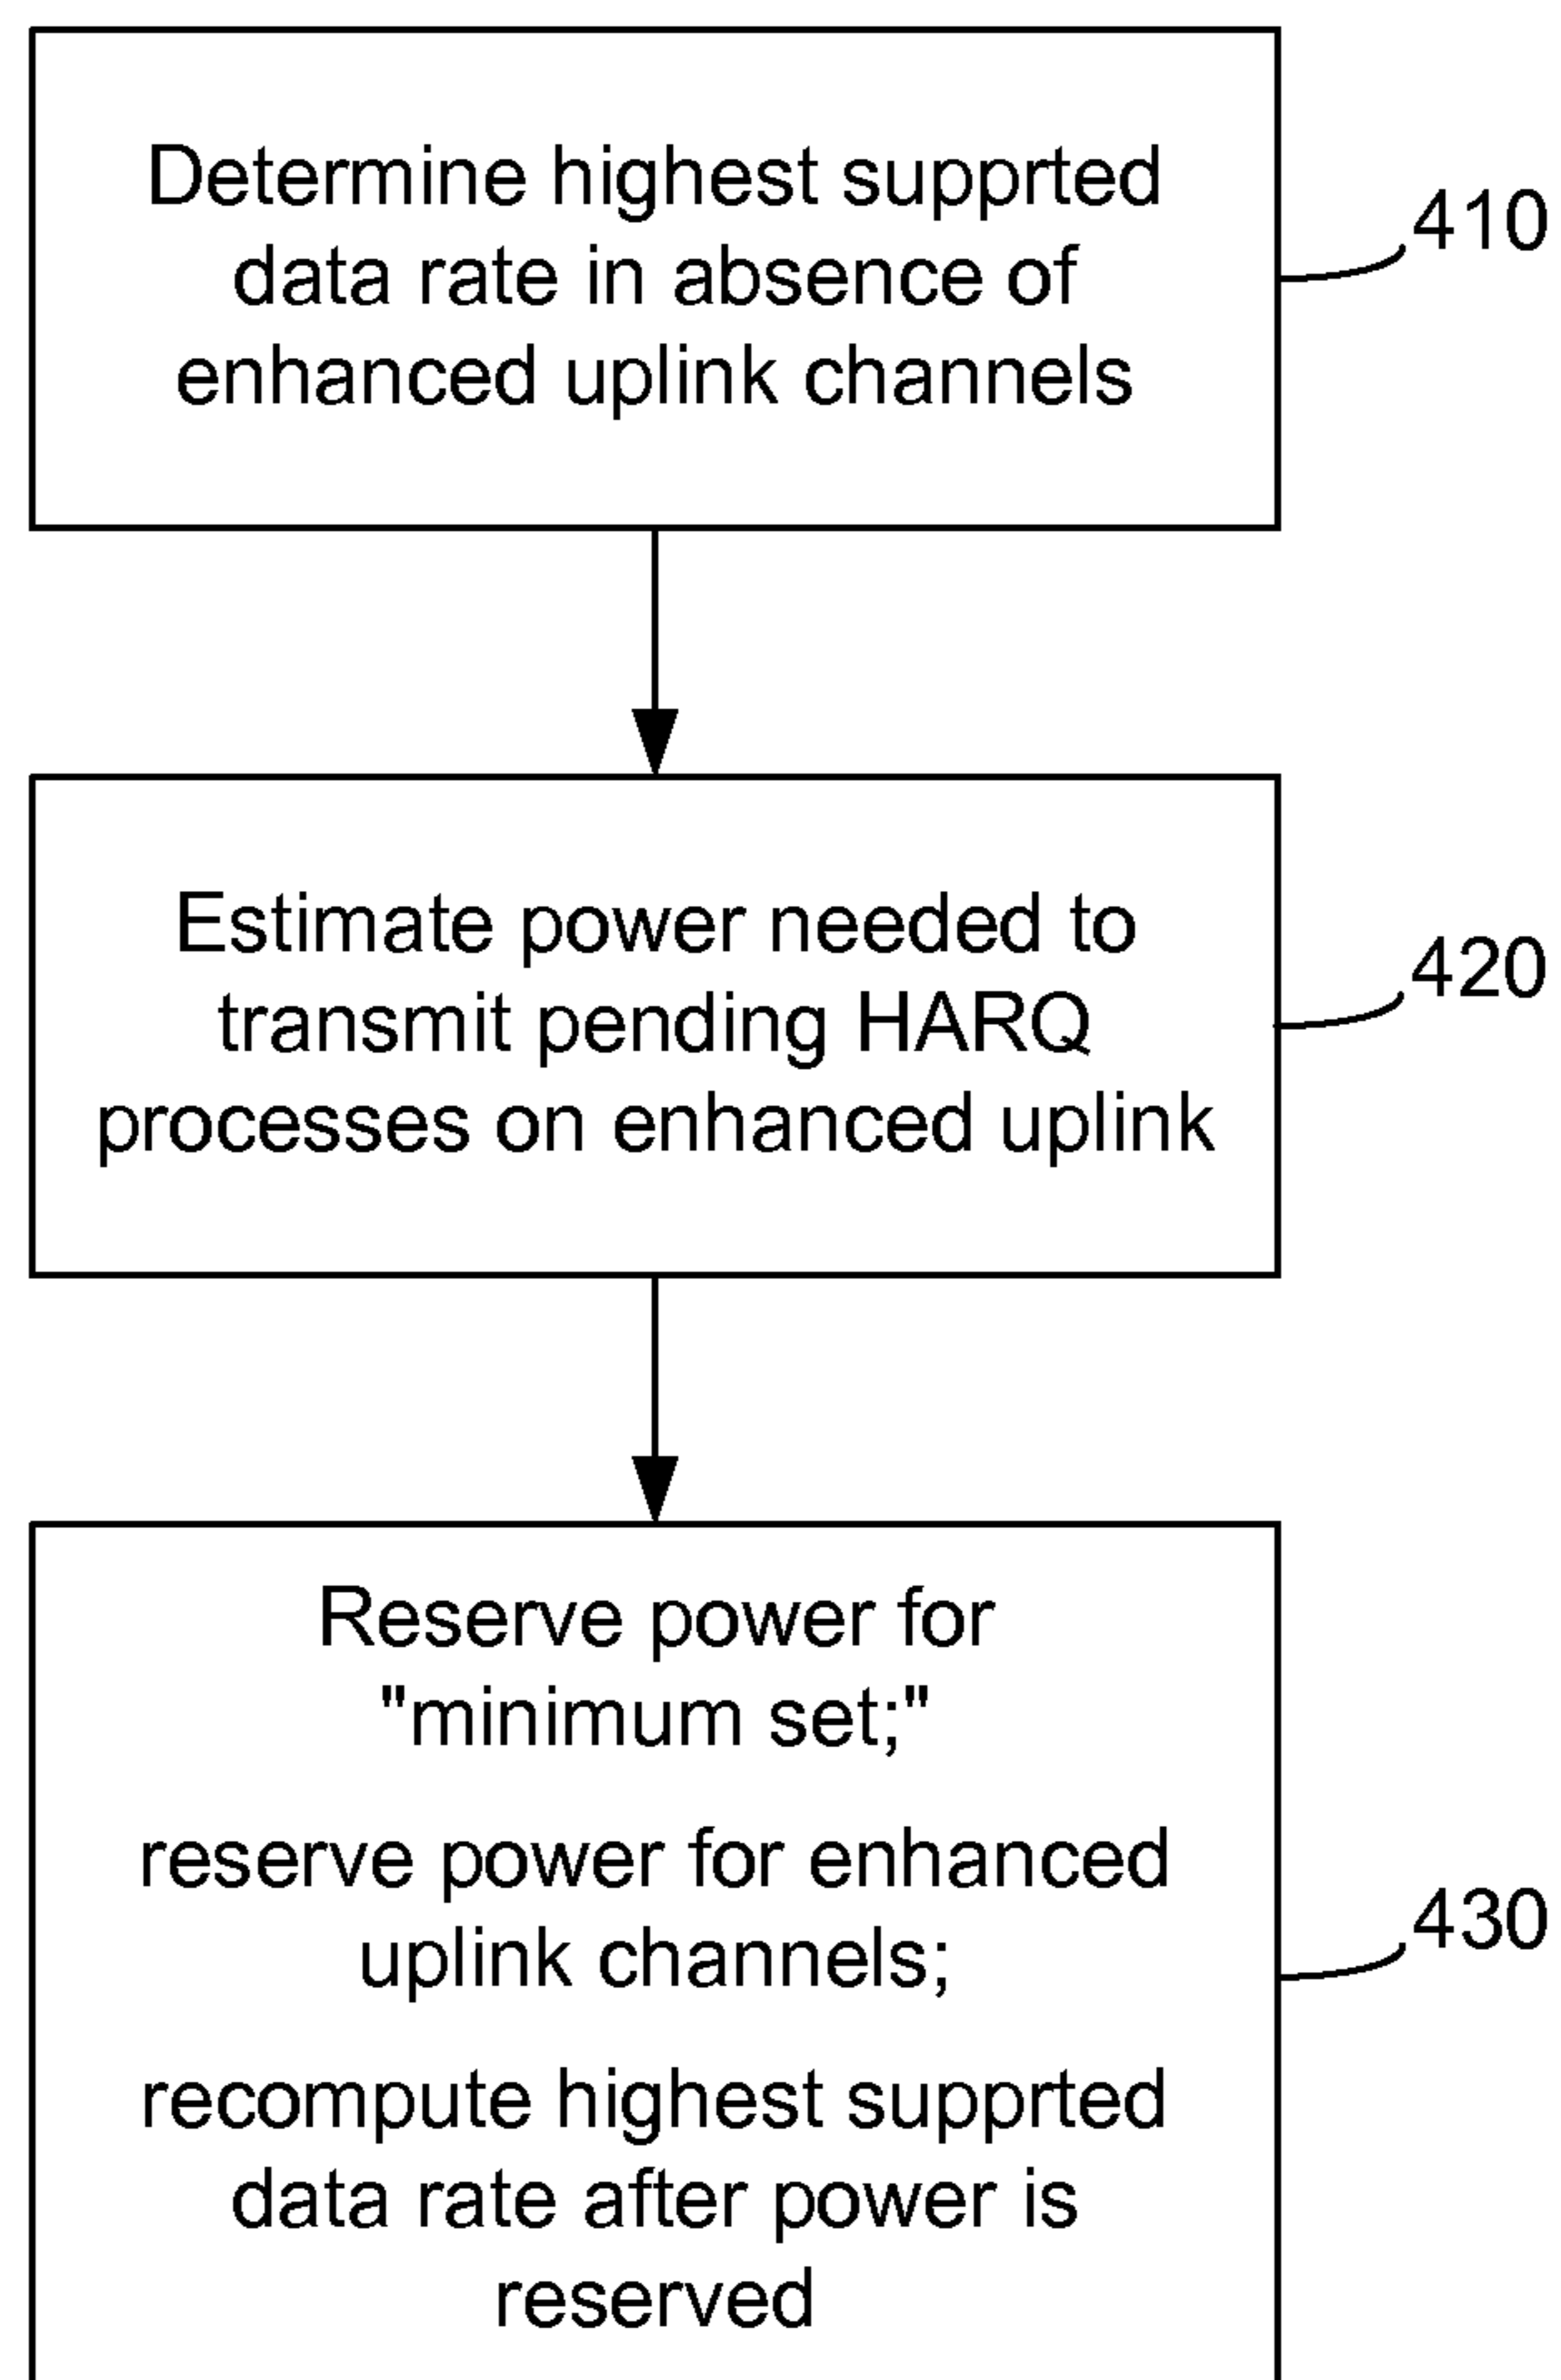 Determine highest supprted
data rate in absence of
enhanced uplink channels
410
Estimate power needed to
transmit pending HARQ
processes on enhanced uplink
420
Reserve power for
"minimum set;"
reserve power for enhanced
uplink channels;
recompute highest supprted
data rate after power is
reserved
430